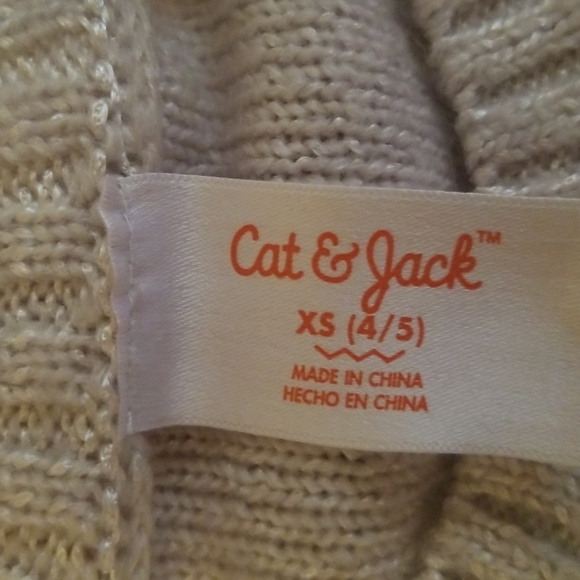 Cat & Jack™
XS (4/5)
MADE IN CHINA
HECHO EN CHINA